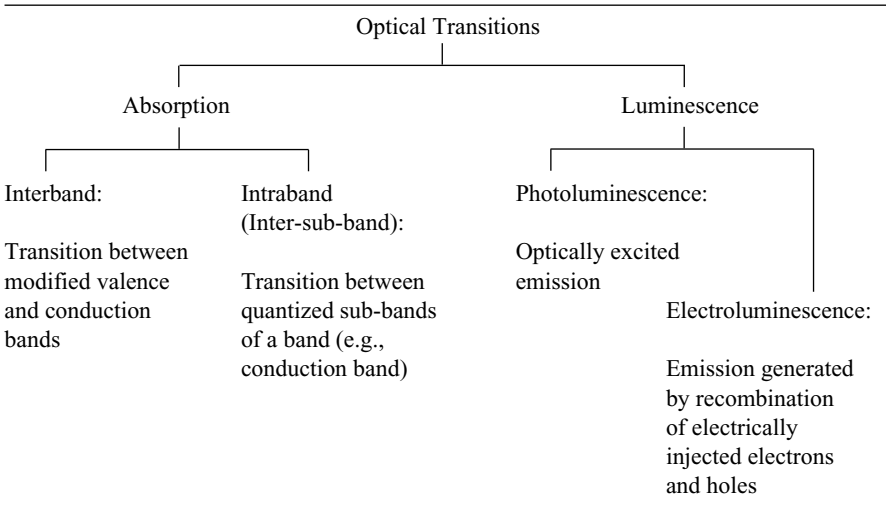 Optical Transitions
Absorption
Luminescence
Interband:
Transition between
modified valence
and conduction
bands
Intraband
(Inter-sub-band):
Transition between
quantized sub-bands
of a band (e.g.,
conduction band)
Photoluminescence:
Optically excited
emission
Electroluminescence:
Emission generated
by recombination
of electrically
injected electrons
and holes